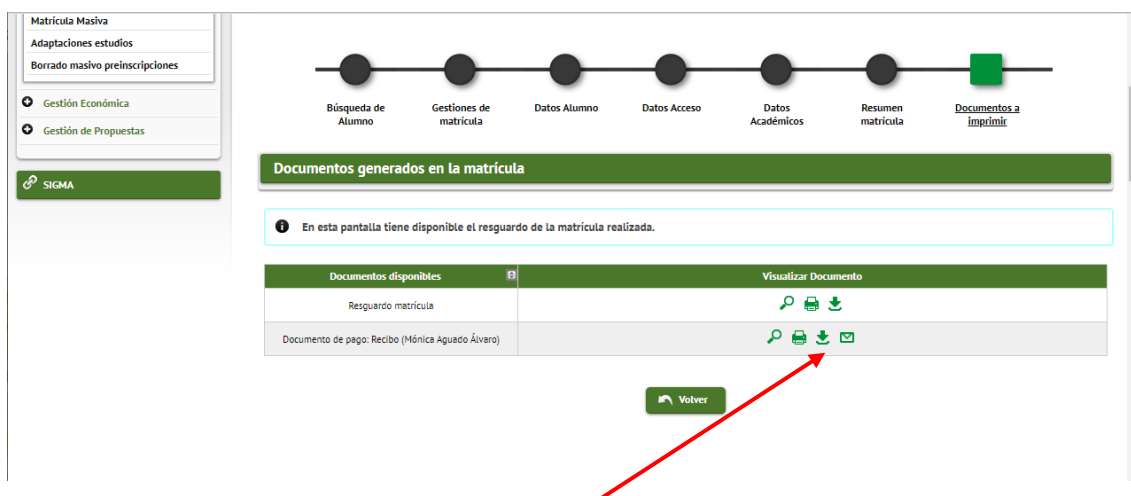 Matrícula Masiva
Adaptaciones estudios
Borrado masivo preinscripciones
Gestión Económica
Gestión de Propuestas
SIGMA
Búsqueda de
Alumno
Gestiones de
matrícula
Datos Alumno
Datos Acceso
Datos
Académicos
Resumen
matrícula
Documentos a
imprimir
Documentos generados en la matrícula
En esta pantalla tiene disponible el resguardo de la matrícula realizada.
Documentos disponibles
Visualizar Documento
Resguardo matrícula
Documento de pago: Recibo (Mónica Aguado Álvaro)
Volver